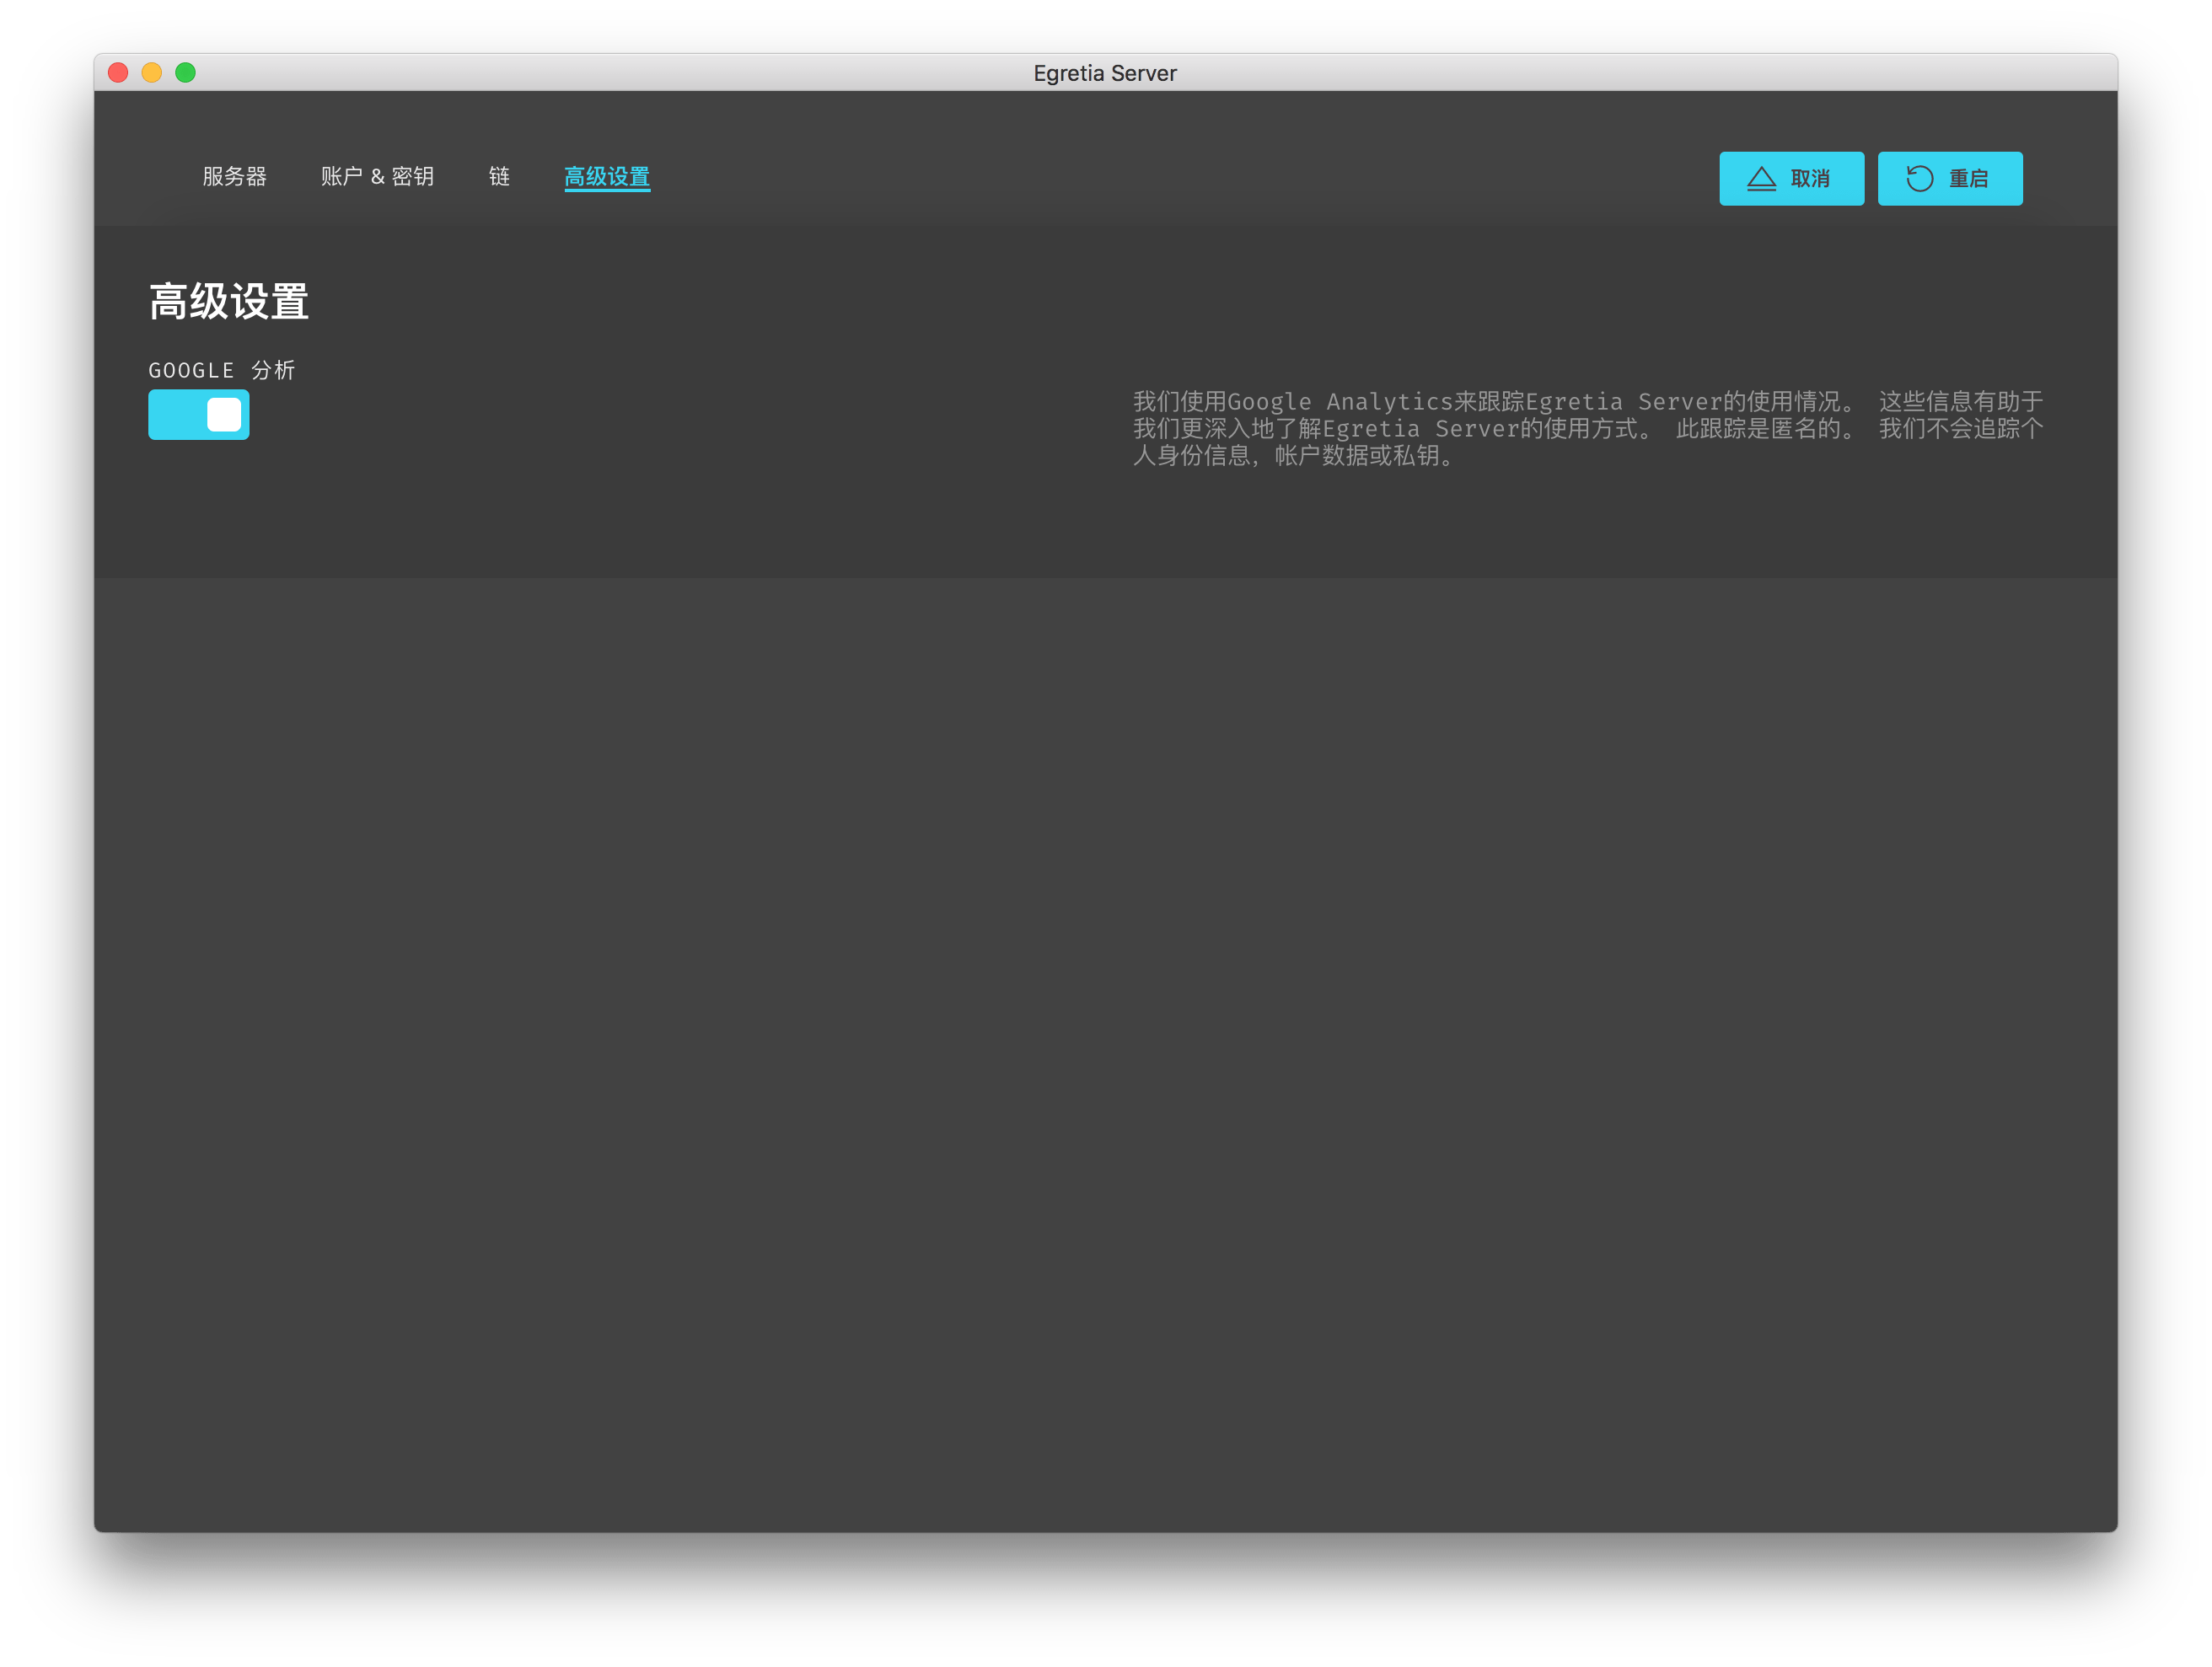 Egretia Server
服务器 账户 & 密钥 链 高级设置 取消 重启
高级设置
GOOGLE 分析
我们使用Google Analytics来跟踪Egretia Server的使用情况。 这些信息有助于
我们更深入地了解Egretia Server的使用方式。 此跟踪是匿名的。 我们不会追踪个
人身份信息，帐户数据或私钥。